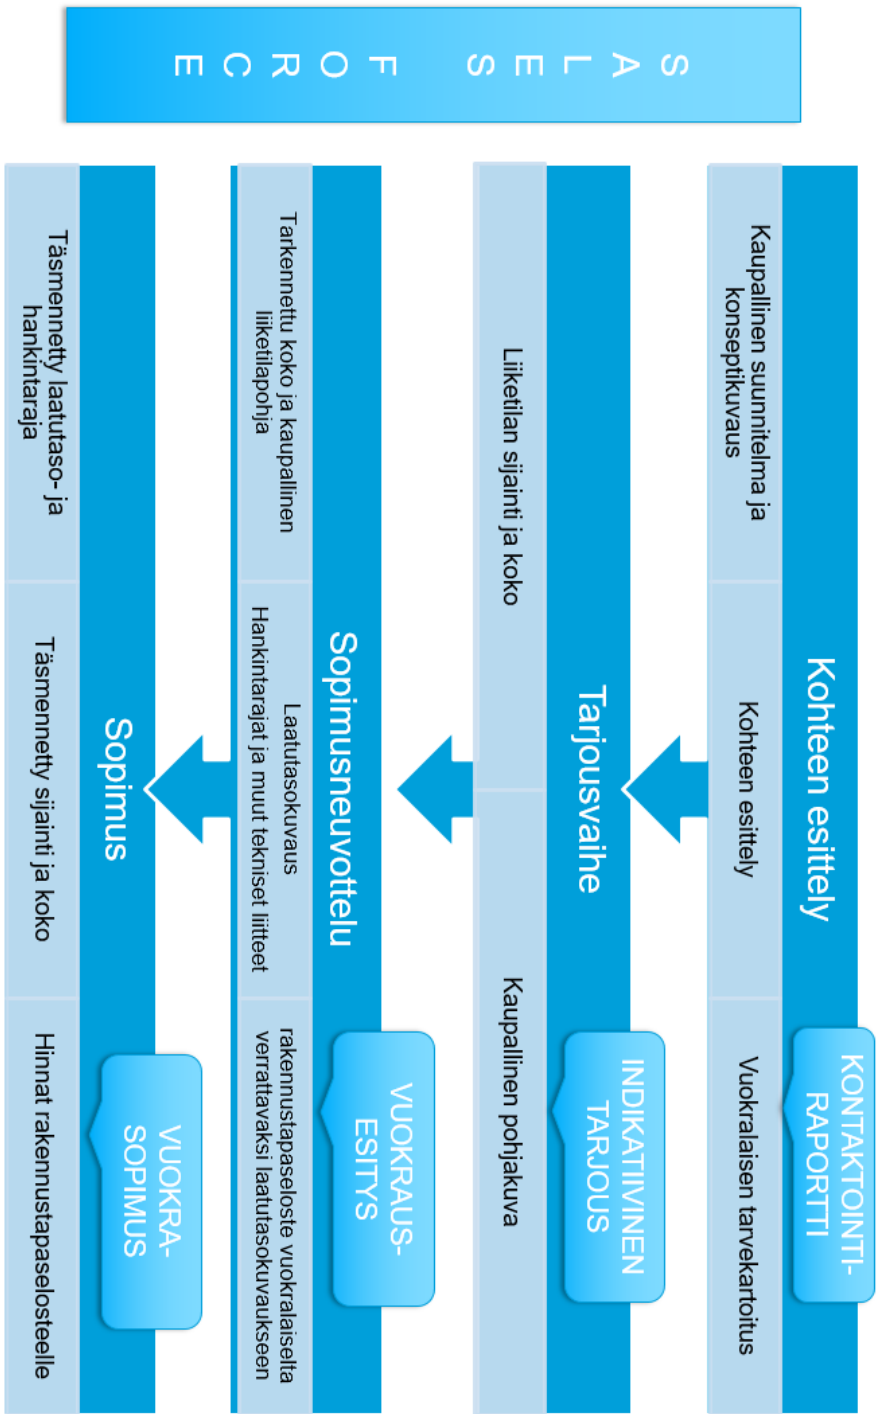 SALES FORCE
Kohteen esittely
KONTAKTOINTI-
RAPORTTI
Kaupallinen suunnitelma ja
konseptikuvaus
Kohteen esittely
Vuokralaisen tarvekartoitus
Tarjousvaihe
INDIKATIIVINEN
TARJOUS
Liiketilan sijainti ja koko
Kaupallinen pohjakuva
Sopimusneuvottelu
VUOKRAUS-
ESITYS
Tarkennettu koko ja kaupallinen
liiketilapohja
Laatutasokuvaus
Hankintarajat ja muut tekniset liitteet
rakennustapaseloste vuokralaiselta
verrattavaksi laatutasokuvaukseen
Sopimus
VUOKRA-
SOPIMUS
Täsmennetty laatutaso- ja
hankintaraja
Täsmennetty sijainti ja koko
Hinnat rakennustapaselosteelle